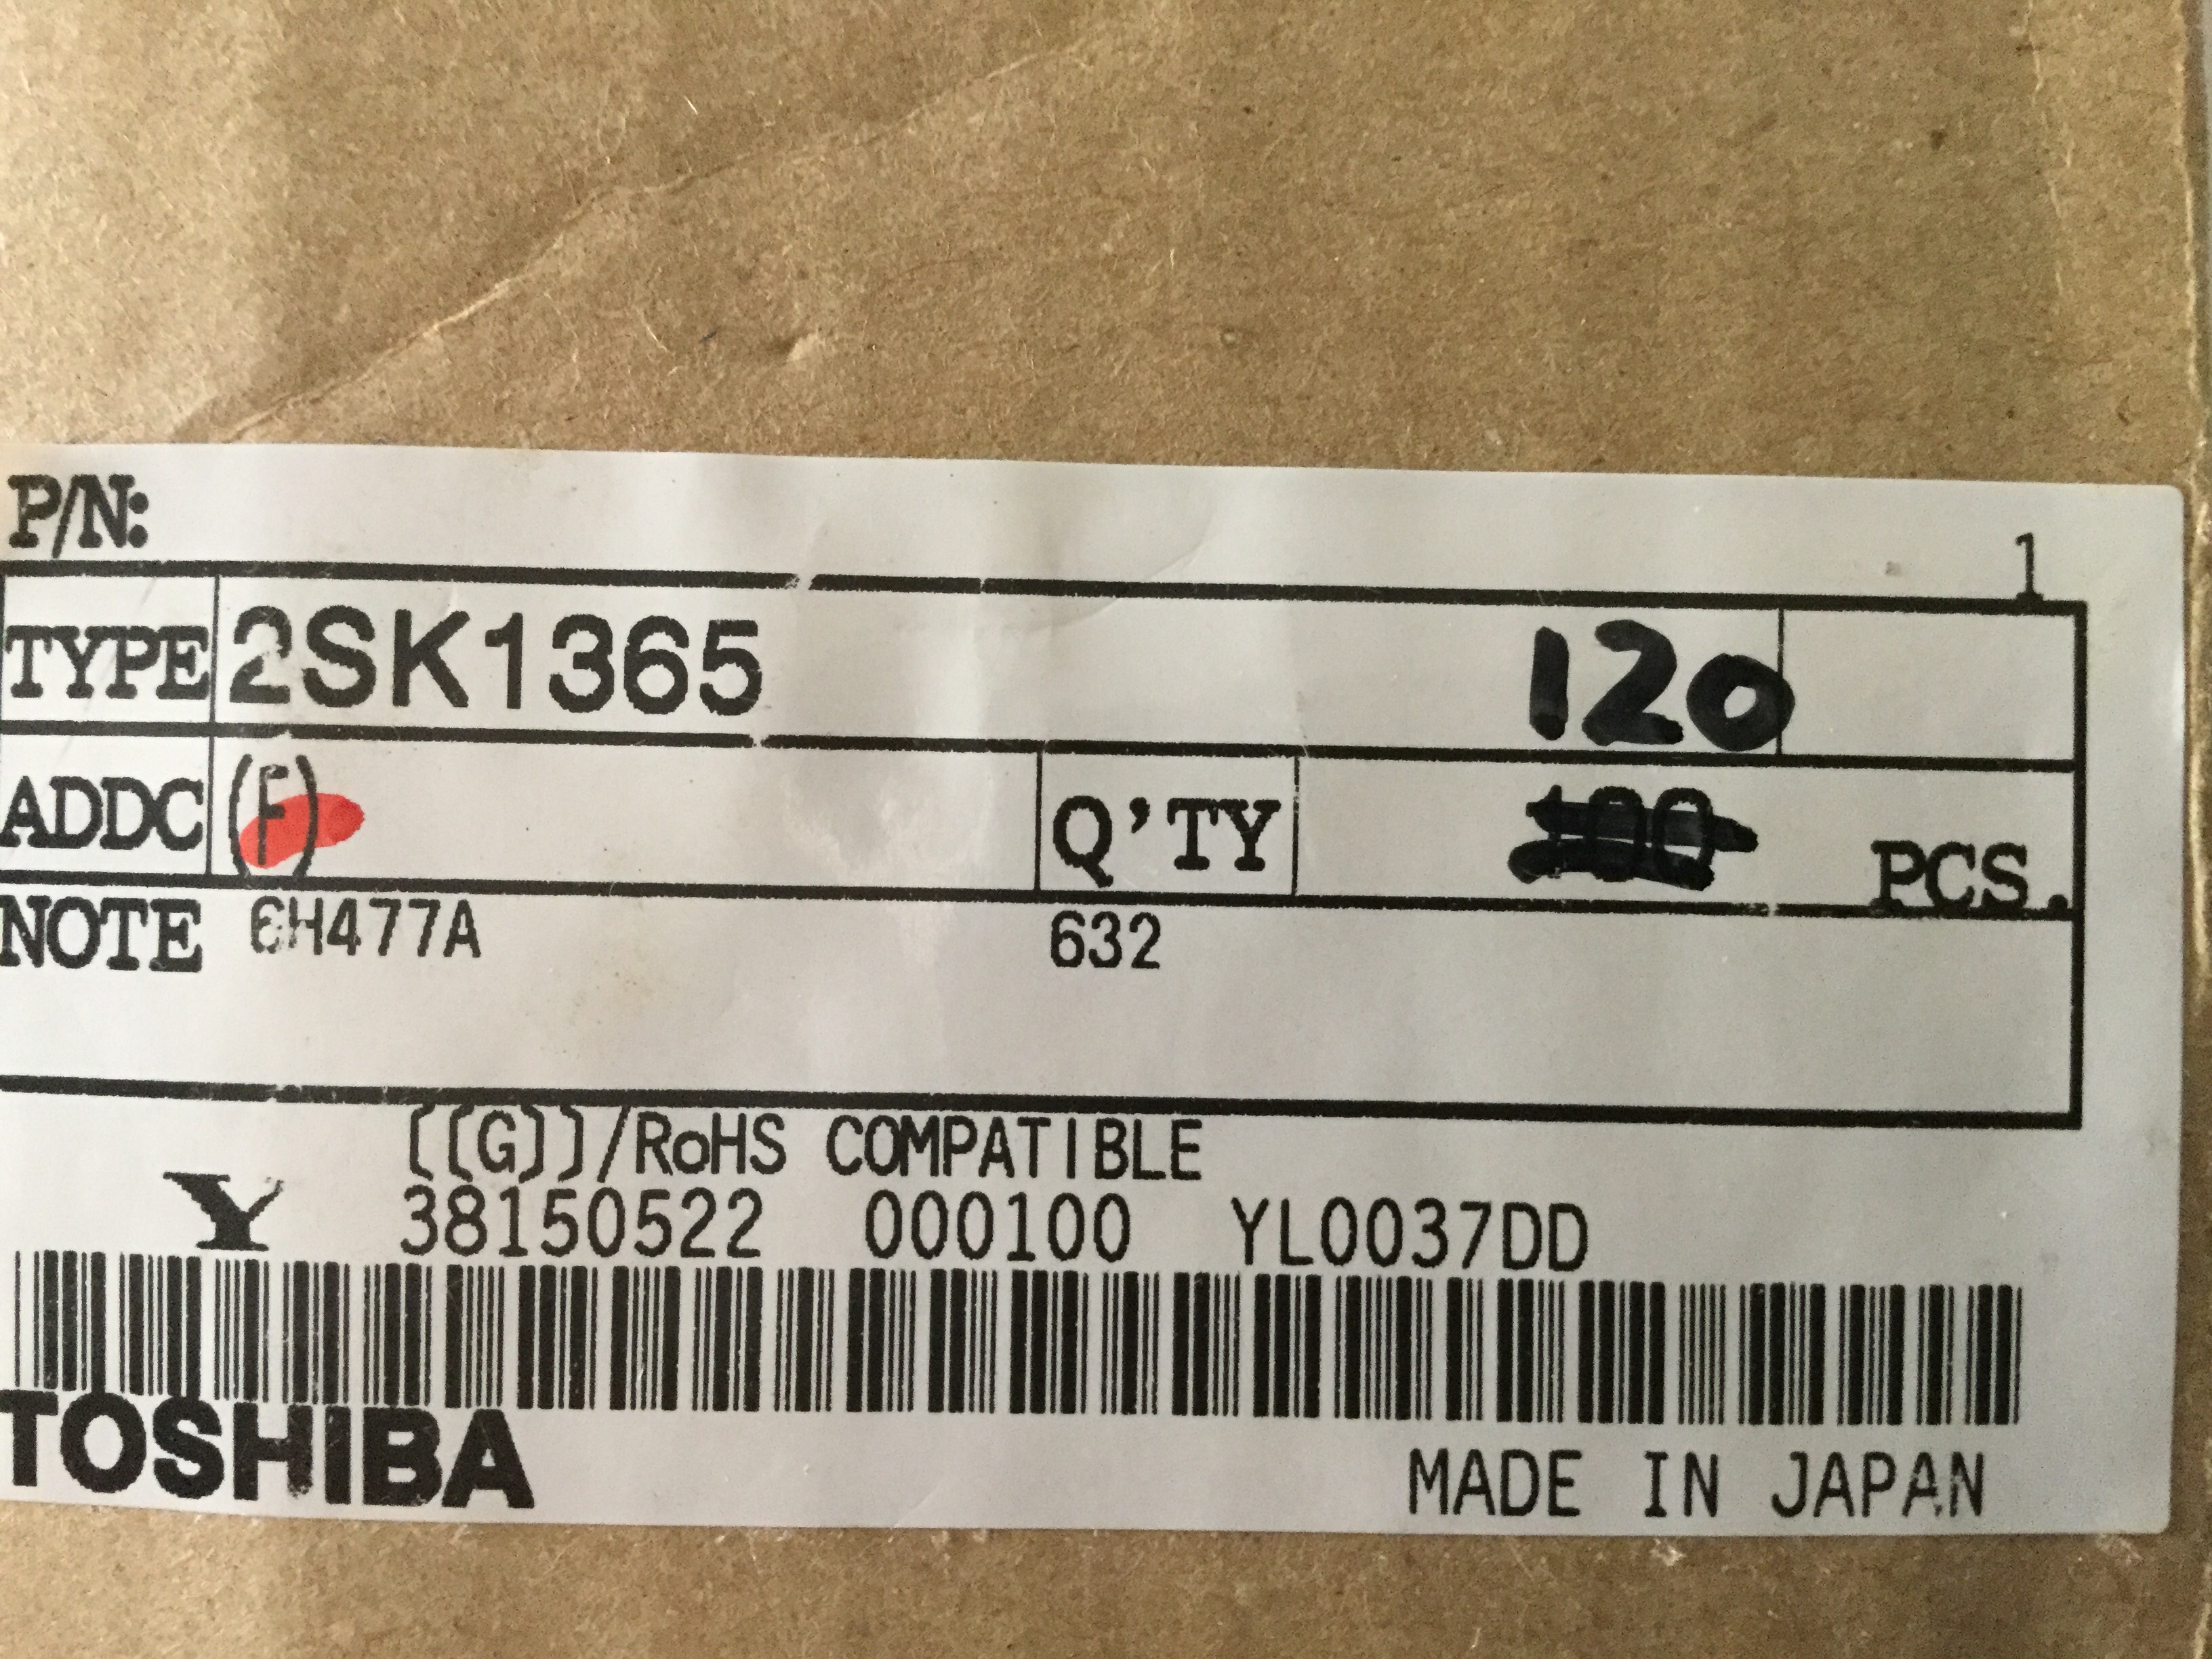 P/N:
1
TYPE 2SK1365 120
ADDC (F) Q'TY 100 PCS.
NOTE 6H477A 632
[[G]]/RoHS COMPATIBLE
Y 38150522 000100 YL0037DD
TOSHIBA
MADE IN JAPAN